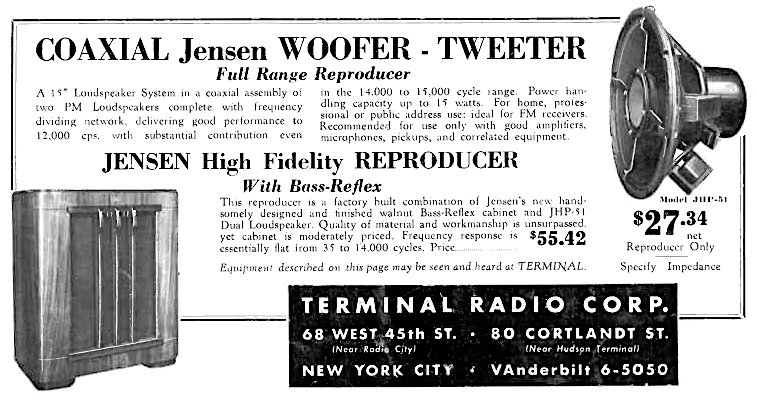 COAXIAL Jensen WOOFER - TWEETER
Full Range Reproducer
A 15" Loudspeaker System in a coaxial assembly of
two PM Loudspeakers complete with frequency
dividing network, delivering good performance to
12,000 cps. with substantial contribution even
in the 14,000 to 15,000 cycle range. Power han-
dling capacity up to 15 watts. For home, profes-
sional or public address use; ideal for FM receivers.
Recommended for use only with good amplifiers,
microphones, pickups, and correlated equipment.
JENSEN High Fidelity REPRODUCER
With Bass-Reflex
This reproducer is a factory built combination of Jensen's new hand-
somely designed and finished walnut Bass-Reflex cabinet and JHP-51
Dual Loudspeaker. Quality of material and workmanship is unsurpassed,
yet cabinet is moderately priced. Frequency response is
essentially flat from 35 to 14,000 cycles. Price
$55.42
Equipment described on this page may be seen and heard at TERMINAL.
Model JHP-51
$27.34
net
Reproducer Only
Specify Impedance
TERMINAL RADIO CORP.
68 WEST 45th ST. • 80 CORTLANDT ST.
(Near Radio City) (Near Hudson Terminal)
NEW YORK CITY • VAnderbilt 6-5050